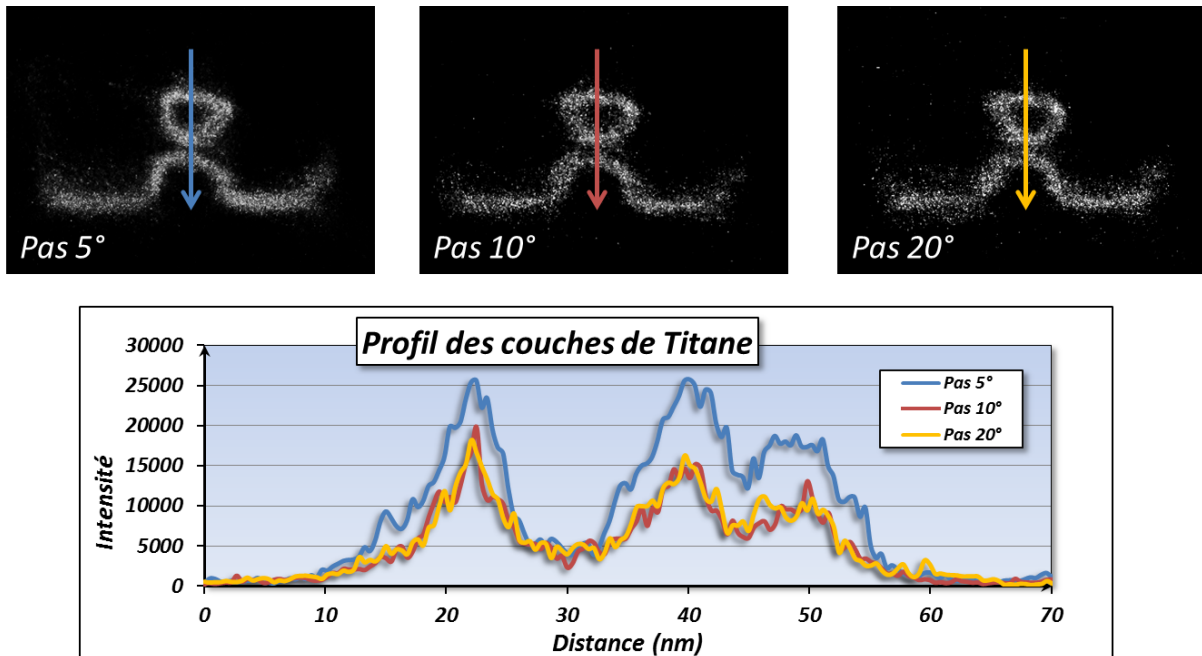 Pas 5°
Pas 10°
Pas 20°
Profil des couches de Titane
30000
25000
20000
15000
10000
5000
0
Intensité
Pas 5°
Pas 10°
Pas 20°
0 10 20 30 40 50 60 70
Distance (nm)